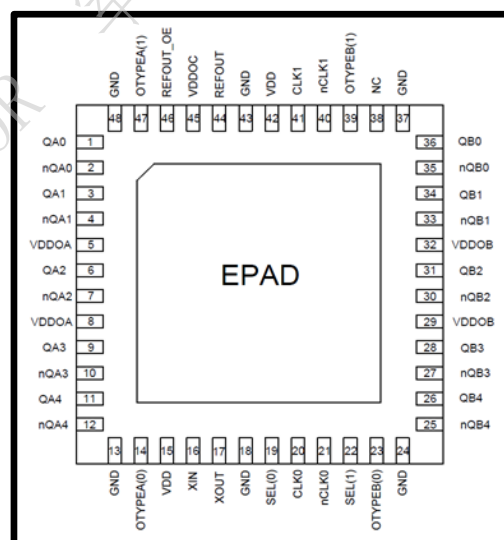 GND OTYPEA(1) REFOUT_OE VDDOC REFOUT GND VDD CLK1 nCLK1 OTYPEB(1) NC GND
48 47 46 45 44 43 42 41 40 39 38 37
QA0 1 36 QB0
nQA0 2 35 nQB0
QA1 3 34 QB1
nQA1 4 33 nQB1
VDDOA 5 32 VDDOB
QA2 6 31 QB2
EPAD
nQA2 7 30 nQB2
VDDOA 8 29 VDDOB
QA3 9 28 QB3
nQA3 10 27 nQB3
QA4 11 26 QB4
nQA4 12 25 nQB4
13 14 15 16 17 18 19 20 21 22 23 24
GND OTYPEA(0) VDD XIN XOUT GND SEL(0) CLK0 nCLK0 SEL(1) OTYPEB(0) GND